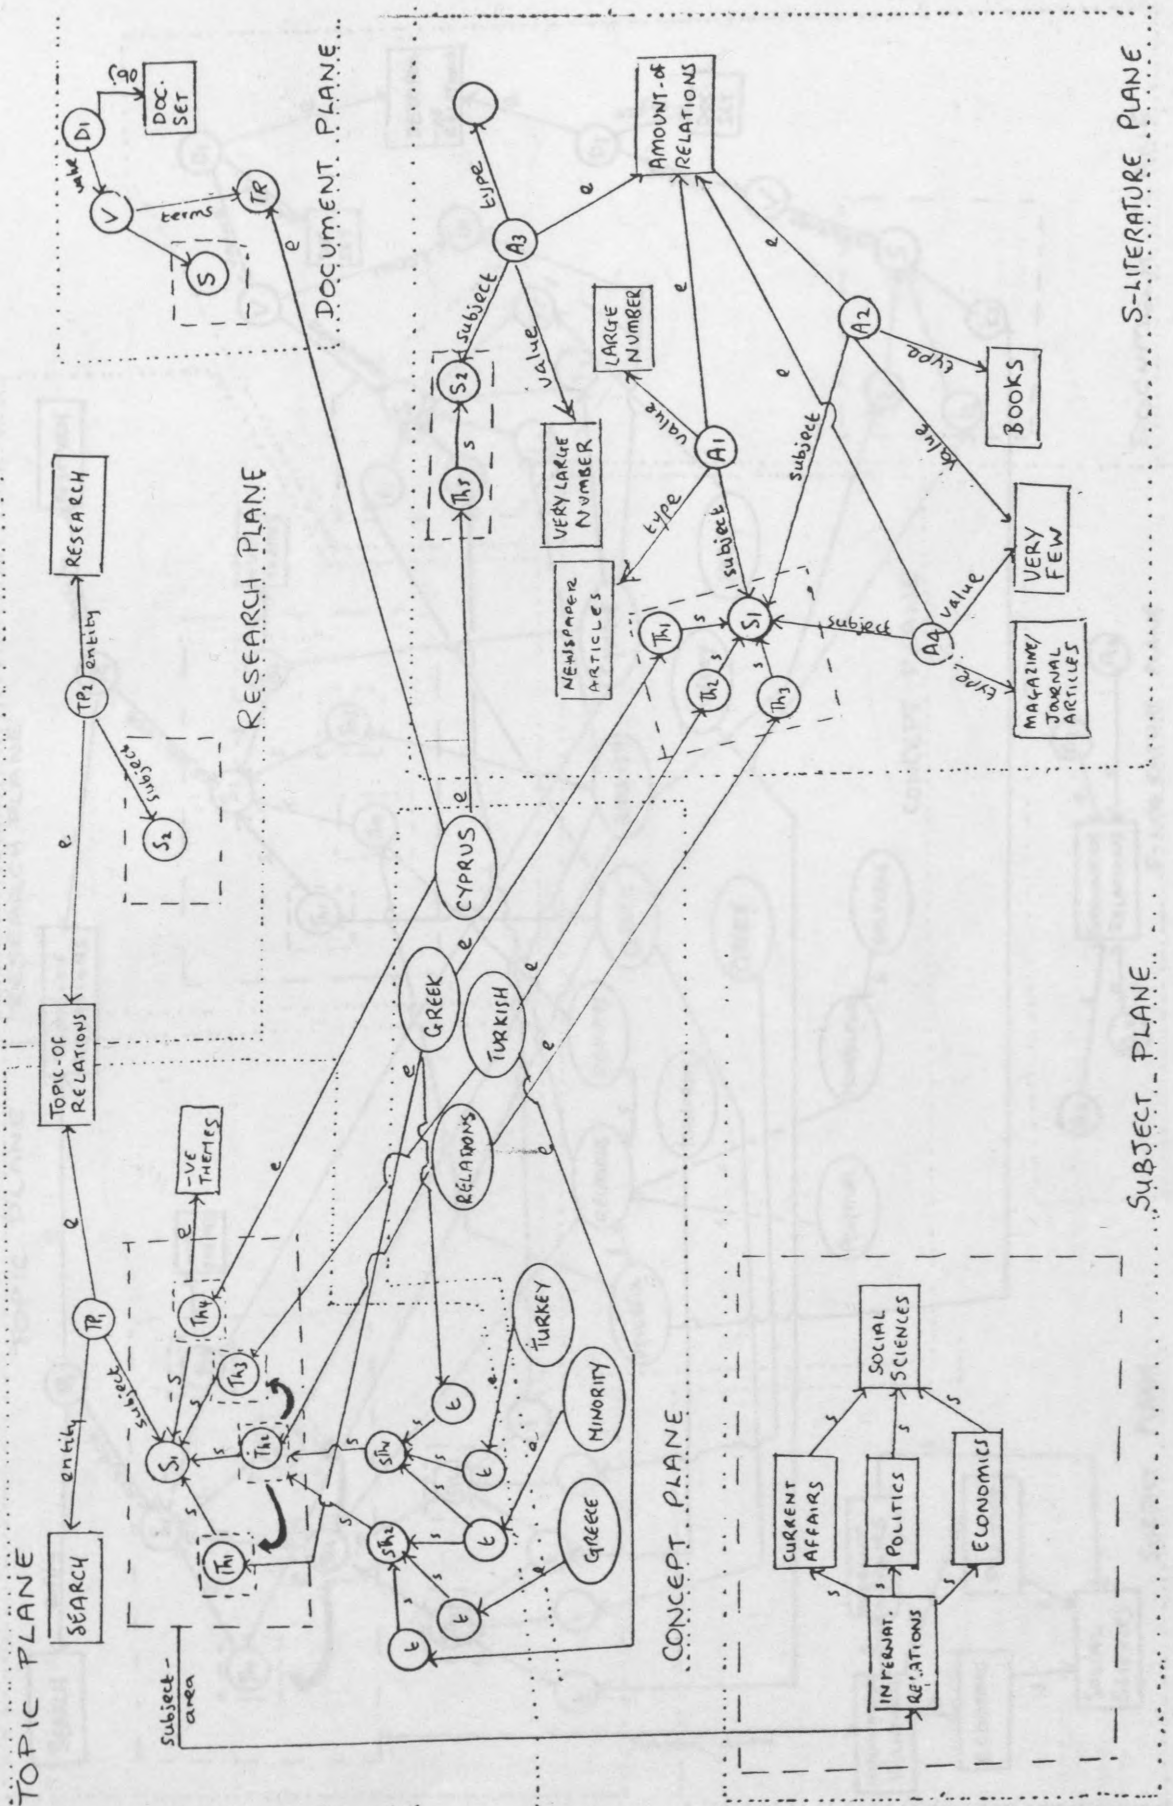 TOPIC PLANE
SEARCH
entity
TP1
e
TOPIC-OF
RELATIONS
e
TP2
entity
RESEARCH
subject
S1
s
s
s
-s
Th1
Th2
Th3
Th4
e
-VE
THEMES
subject-
area
e
subject
S2
RESEARCH PLANE
D1
value
DOC.
SET
V
terms
S
TR
e
DOCUMENT PLANE
s
s
Sth2
Sth1
s
s
s
s
s
s
t
t
t
t
t
e
e
e
e
e
GREECE
MINORITY
TURKEY
RELATIONS
GREEK
TURKISH
CYPRUS
e
e
e
e
CONCEPT PLANE
Th5
s
S2
subject
A3
type
value
e
VERY LARGE
NUMBER
AMOUNT-of
RELATIONS
LARGE
NUMBER
value
A1
type
NEWSPAPER
ARTICLES
subject
e
Th1
Th2
Th3
s
s
s
S1
subject
subject
e
e
A2
type
value
BOOKS
A4
value
type
VERY
FEW
MAGAZINE/
JOURNAL
ARTICLES
S-LITERATURE PLANE
INTERNAT.
RELATIONS
s
s
s
CURRENT
AFFAIRS
POLITICS
ECONOMICS
s
s
s
SOCIAL
SCIENCES
SUBJECT PLANE